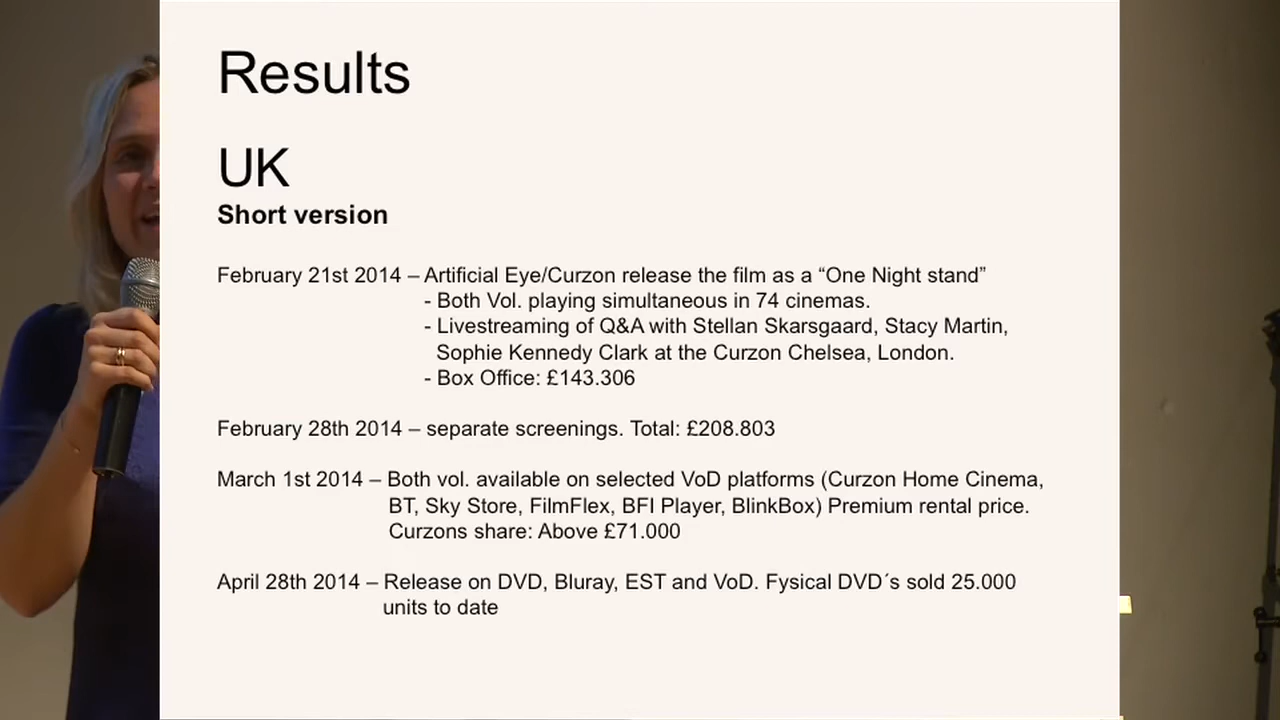 Results
UK
Short version
February 21st 2014 – Artificial Eye/Curzon release the film as a “One Night stand”
- Both Vol. playing simultaneous in 74 cinemas.
- Livestreaming of Q&A with Stellan Skarsgaard, Stacy Martin,
Sophie Kennedy Clark at the Curzon Chelsea, London.
- Box Office: £143.306
February 28th 2014 – separate screenings. Total: £208.803
March 1st 2014 – Both vol. available on selected VoD platforms (Curzon Home Cinema,
BT, Sky Store, FilmFlex, BFI Player, BlinkBox) Premium rental price.
Curzons share: Above £71.000
April 28th 2014 – Release on DVD, Bluray, EST and VoD. Fysical DVD´s sold 25.000
units to date